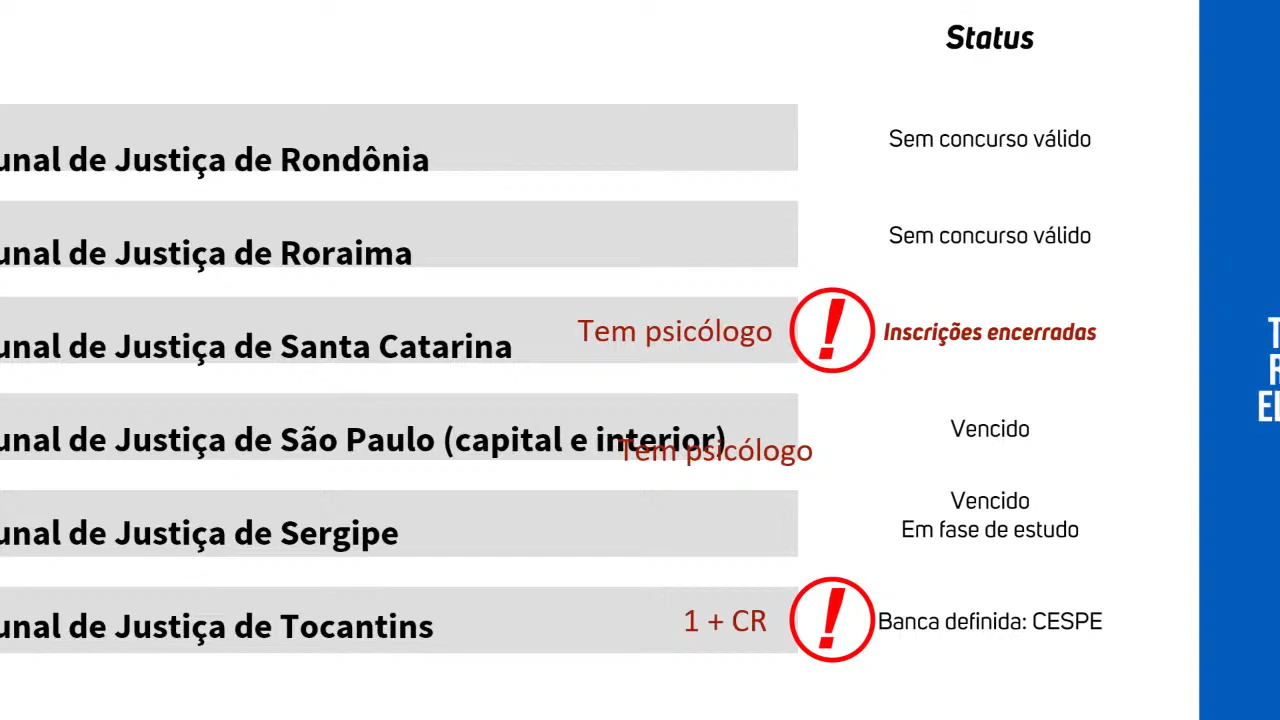 Status
unal de Justiça de Rondônia
Sem concurso válido
unal de Justiça de Roraima
Sem concurso válido
unal de Justiça de Santa Catarina
Tem psicólogo
!
Inscrições encerradas
unal de Justiça de São Paulo (capital e interior)
Tem psicólogo
Vencido
unal de Justiça de Sergipe
Vencido
Em fase de estudo
unal de Justiça de Tocantins
1 + CR
!
Banca definida: CESPE
T
R
El